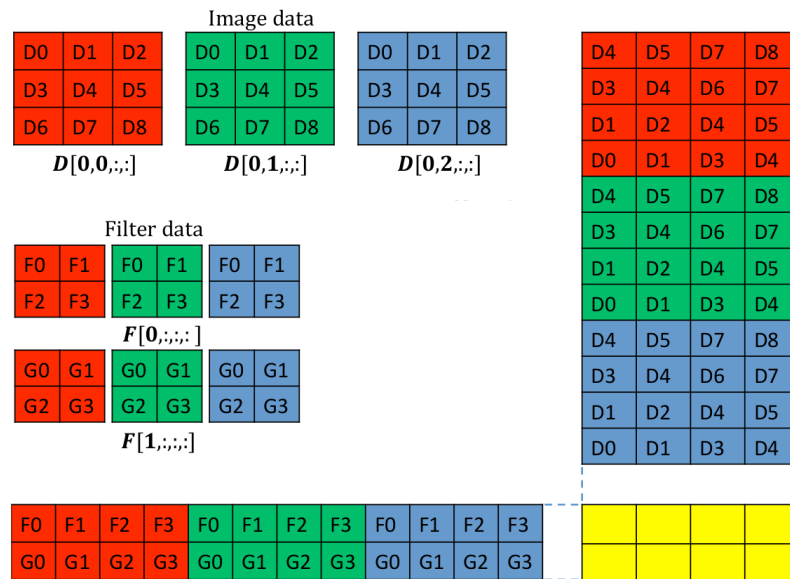 Image data
D0 D1 D2 D0 D1 D2 D0 D1 D2
D3 D4 D5 D3 D4 D5 D3 D4 D5
D6 D7 D8 D6 D7 D8 D6 D7 D8
D[0,0,:,:] D[0,1,:,:] D[0,2,:,:]
Filter data
F0 F1 F0 F1 F0 F1
F2 F3 F2 F3 F2 F3
F[0,:,:,:]
G0 G1 G0 G1 G0 G1
G2 G3 G2 G3 G2 G3
F[1,:,:,:]
D4 D5 D7 D8
D3 D4 D6 D7
D1 D2 D4 D5
D0 D1 D3 D4
D4 D5 D7 D8
D3 D4 D6 D7
D1 D2 D4 D5
D0 D1 D3 D4
D4 D5 D7 D8
D3 D4 D6 D7
D1 D2 D4 D5
D0 D1 D3 D4
F0 F1 F2 F3 F0 F1 F2 F3 F0 F1 F2 F3
G0 G1 G2 G3 G0 G1 G2 G3 G0 G1 G2 G3